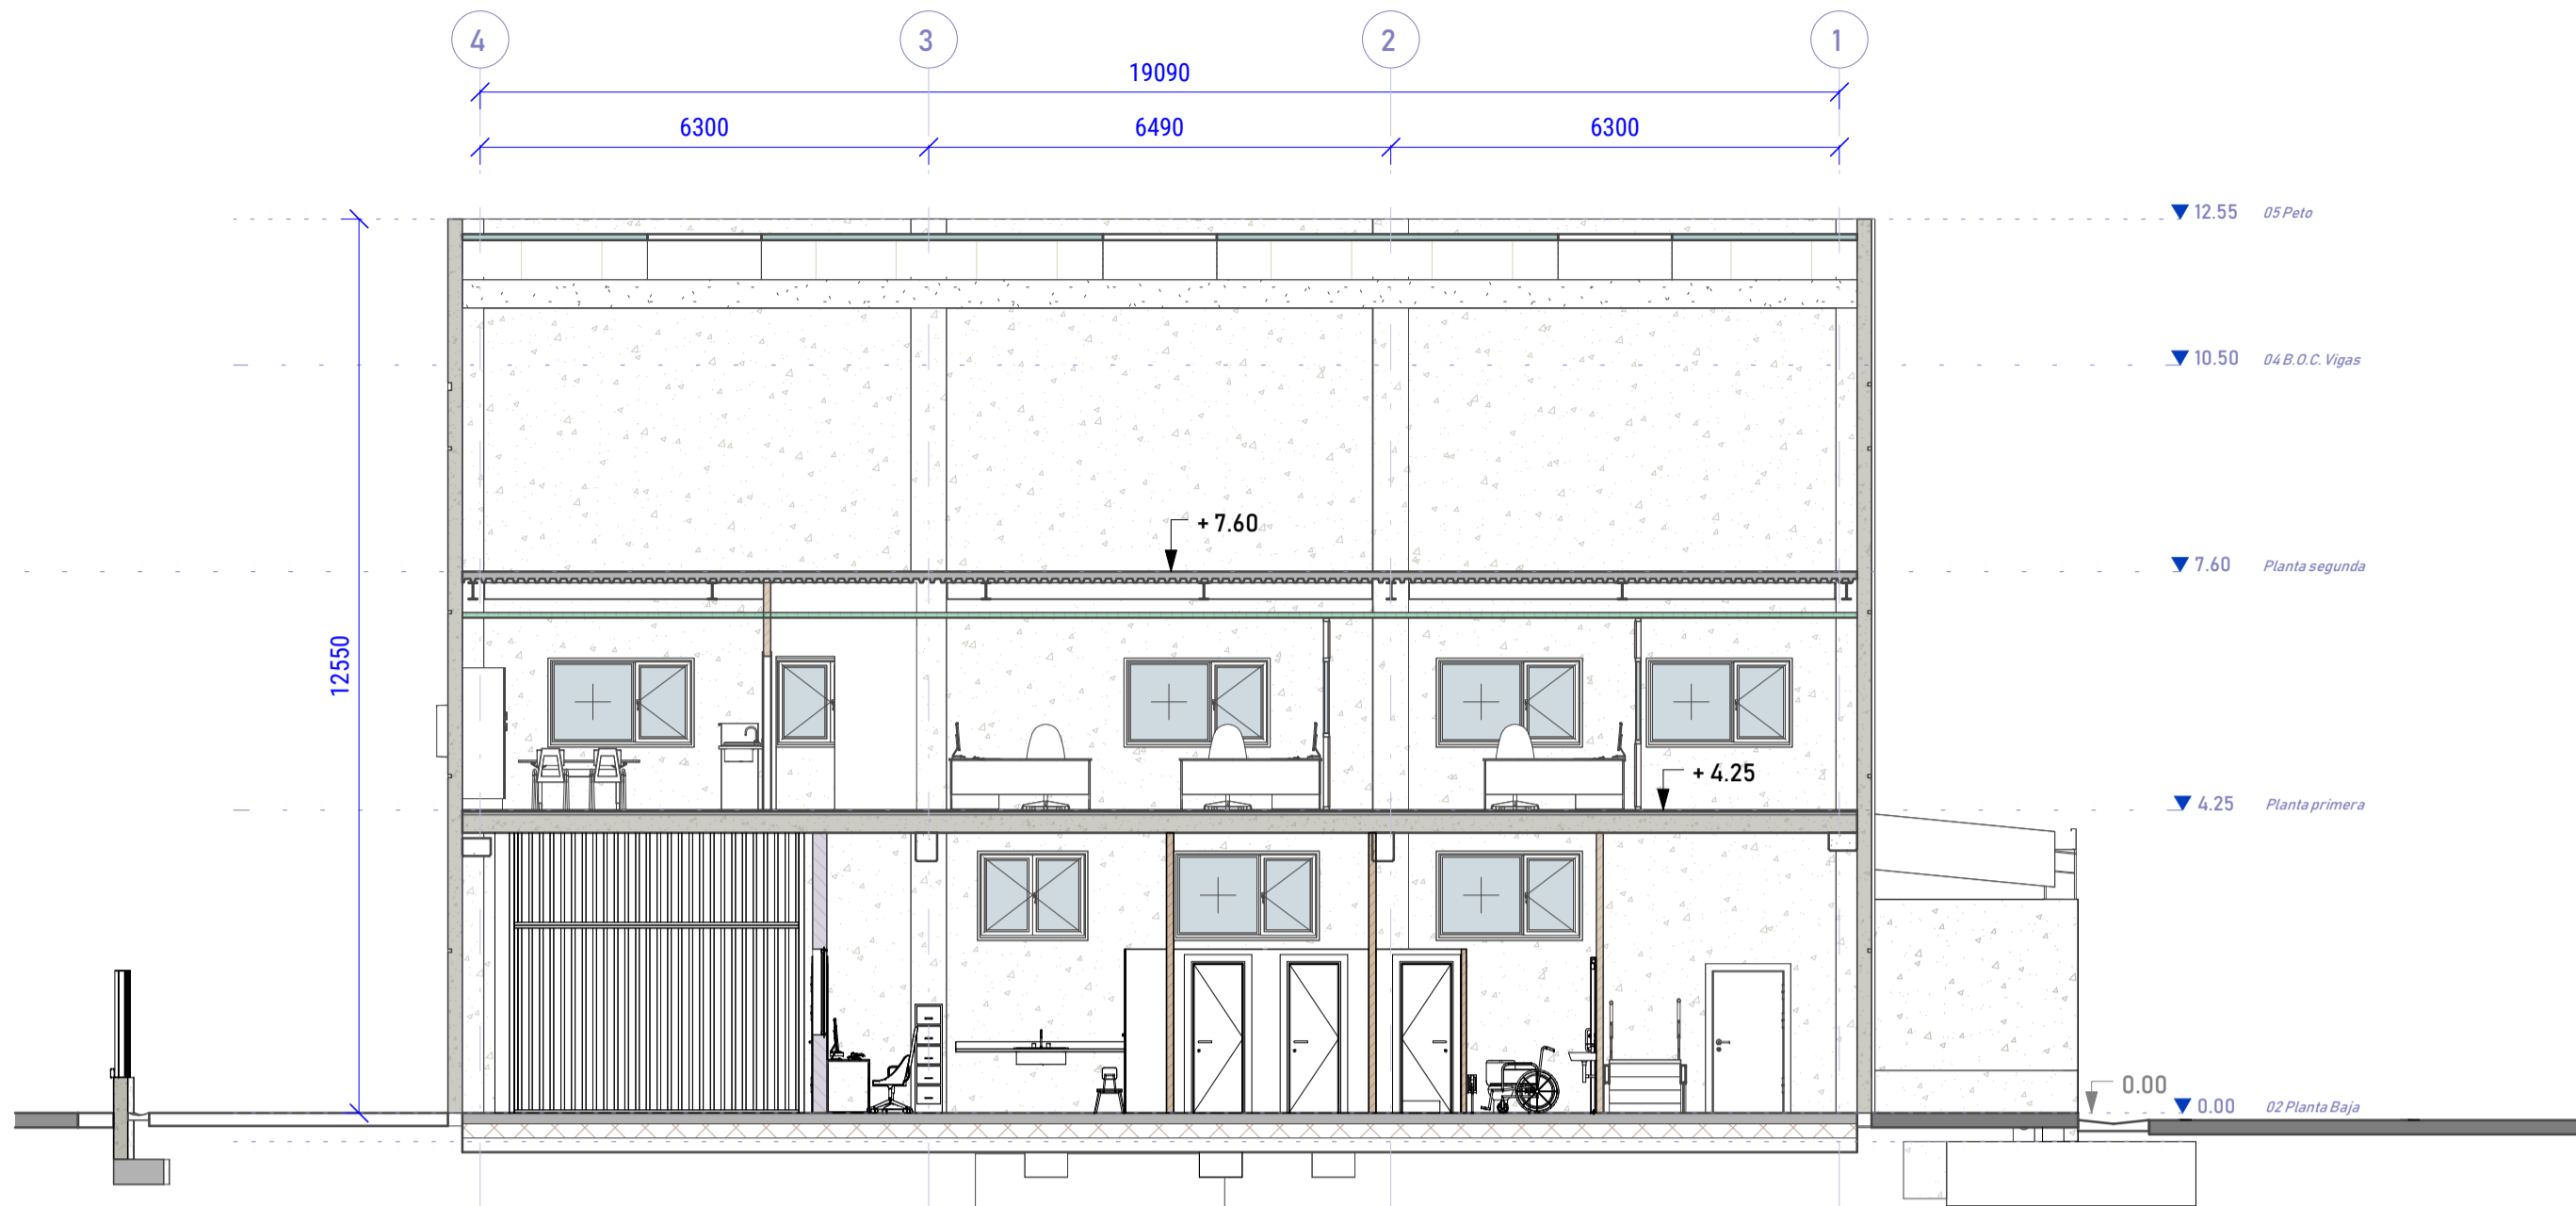 4 3 2 1
19090
6300 6490 6300
12.55 05 Peto
10.50 04 B.O.C. Vigas
+ 7.60
7.60 Planta segunda
12550
+ 4.25
4.25 Planta primera
0.00
0.00 02 Planta Baja